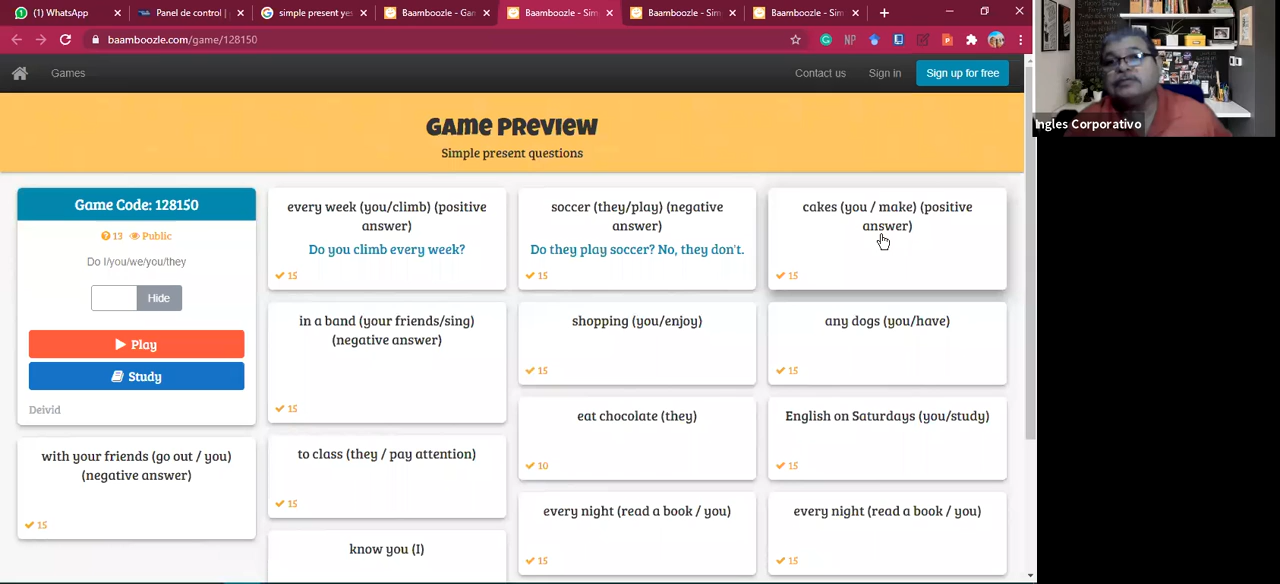 (1) WhatsApp
Panel de control |
simple present ye
Baamboozle - Ga
Baamboozle - Sim
Baamboozle - Sim
Baamboozle - Sim
baamboozle.com/game/128150
NP
Games
Contact us
Sign in
Sign up for free
Game Preview
Simple present questions
Game Code: 128150
13 Public
Do I/you/we/you/they
Hide
Play
Study
Deivid
every week (you/climb) (positive
answer)
Do you climb every week?
15
soccer (they/play) (negative
answer)
Do they play soccer? No, they don't.
15
cakes (you / make) (positive
answer)
15
in a band (your friends/sing)
(negative answer)
15
shopping (you/enjoy)
15
any dogs (you/have)
15
eat chocolate (they)
10
English on Saturdays (you/study)
15
with your friends (go out / you)
(negative answer)
15
to class (they / pay attention)
15
every night (read a book / you)
15
every night (read a book / you)
15
know you (I)
Ingles Corporativo